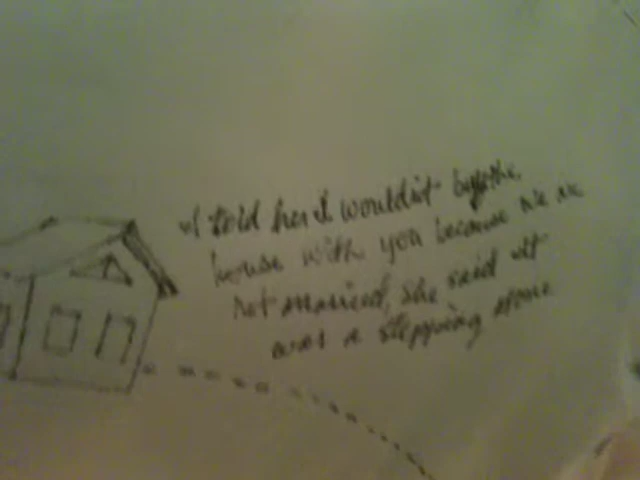 "I told her I wouldn't buy the
house with you because we are
not married, she said it
was a stepping stone